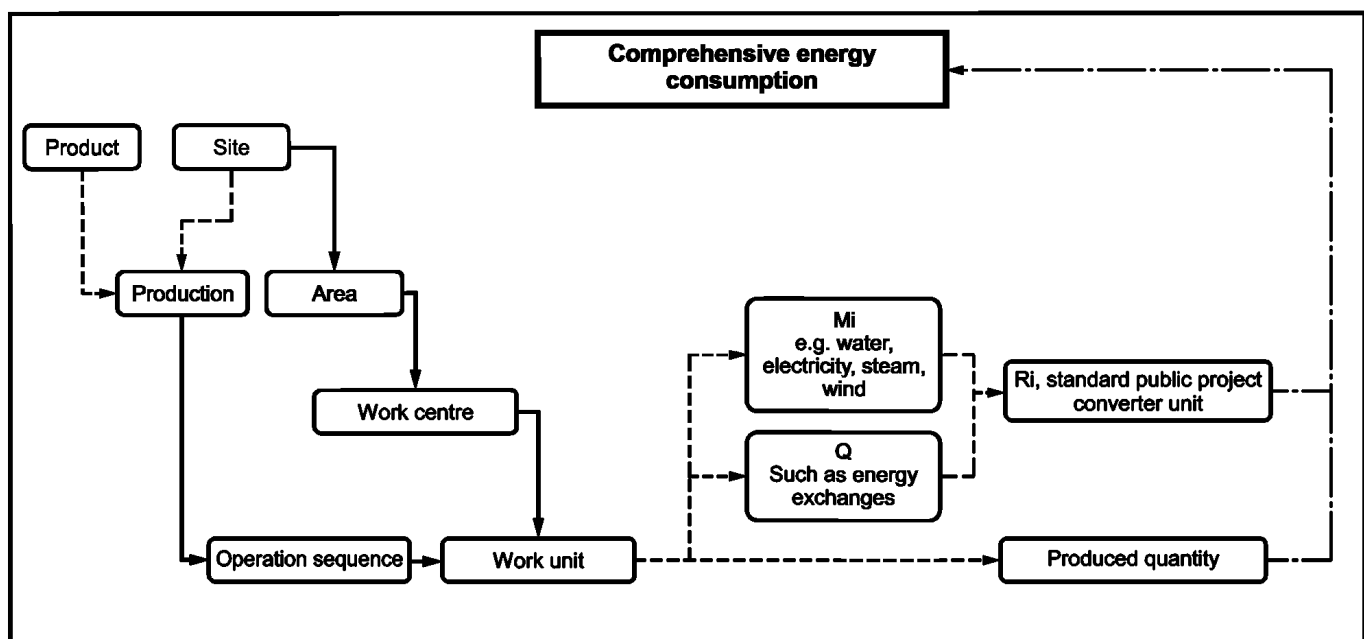 Comprehensive energy
consumption
Product
Site
Production
Area
Mi
e.g. water,
electricity, steam,
wind
Ri, standard public project
converter unit
Work centre
Q
Such as energy
exchanges
Operation sequence
Work unit
Produced quantity